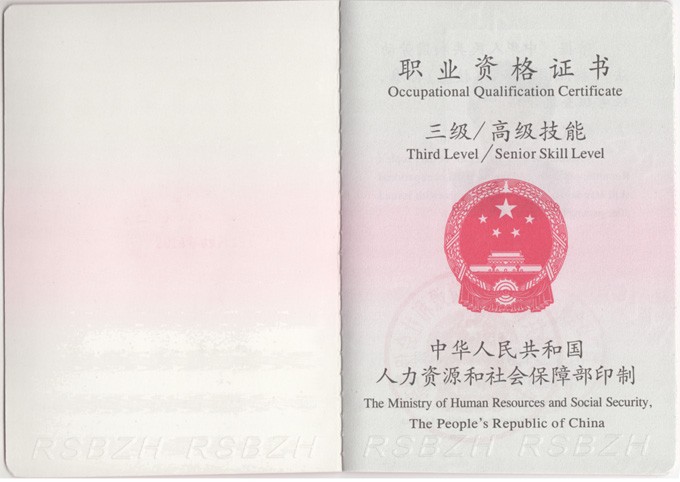 职业资格证书
Occupational Qualification Certificate
三级/高级技能
Third Level/Senior Skill Level
中华人民共和国
人力资源和社会保障部印制
The Ministry of Human Resources and Social Security,
The People's Republic of China
RSBZH RSBZH RSBZH RSBZH